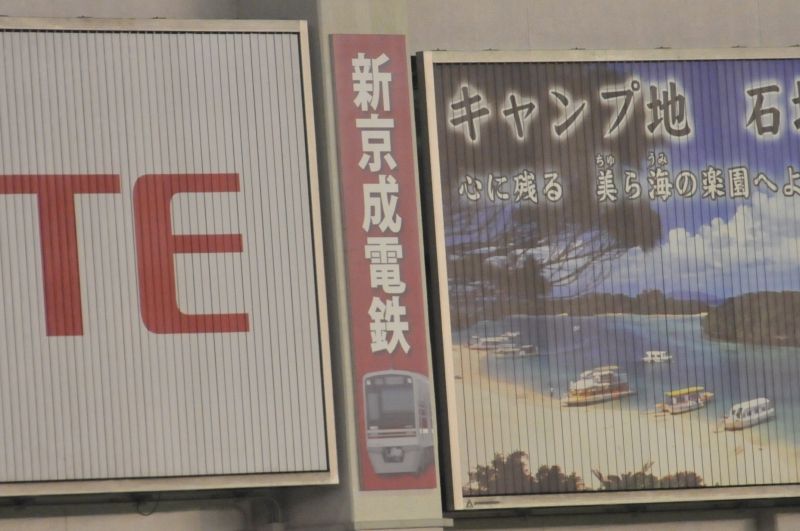 TE
新京成電鉄
キャンプ地 石
ちゅ うみ
心に残る 美ら海の楽園へよ